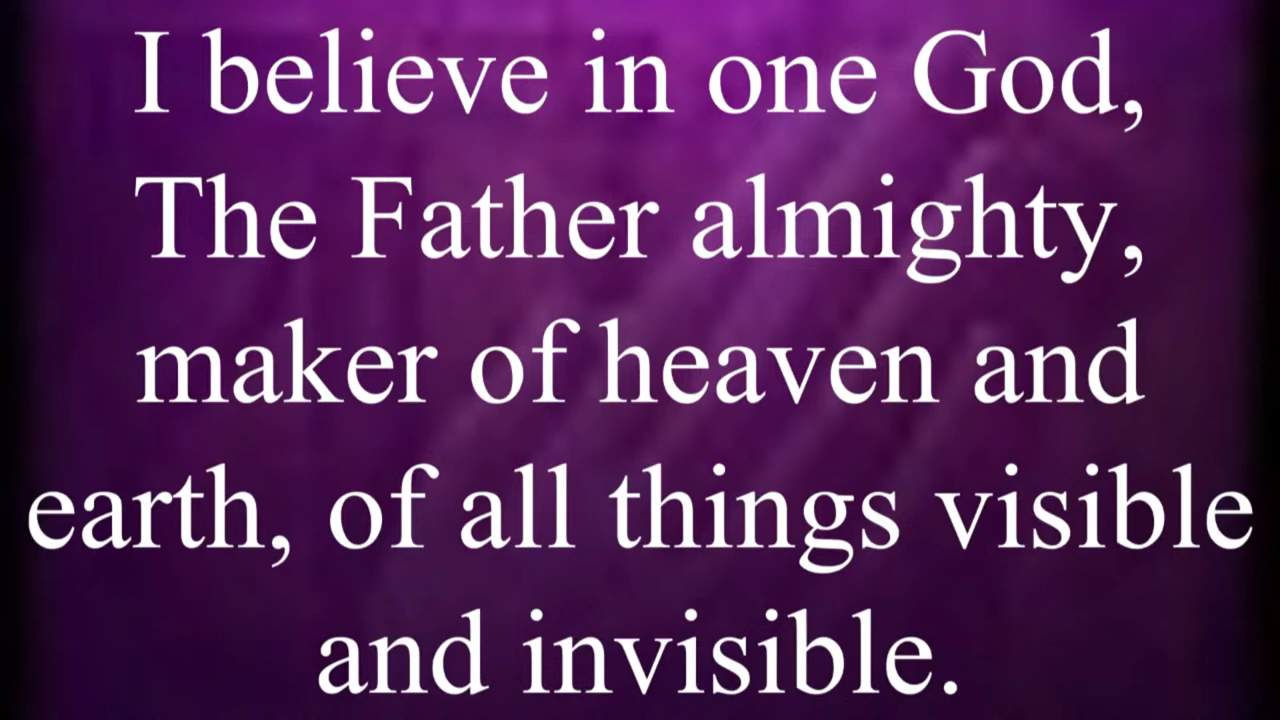 I believe in one God,
The Father almighty,
maker of heaven and
earth, of all things visible
and invisible.